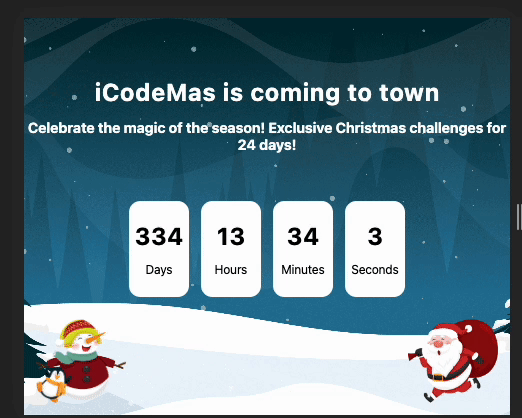 iCodeMas is coming to town
Celebrate the magic of the season! Exclusive Christmas challenges for
24 days!
334 13 34 3
Days Hours Minutes Seconds